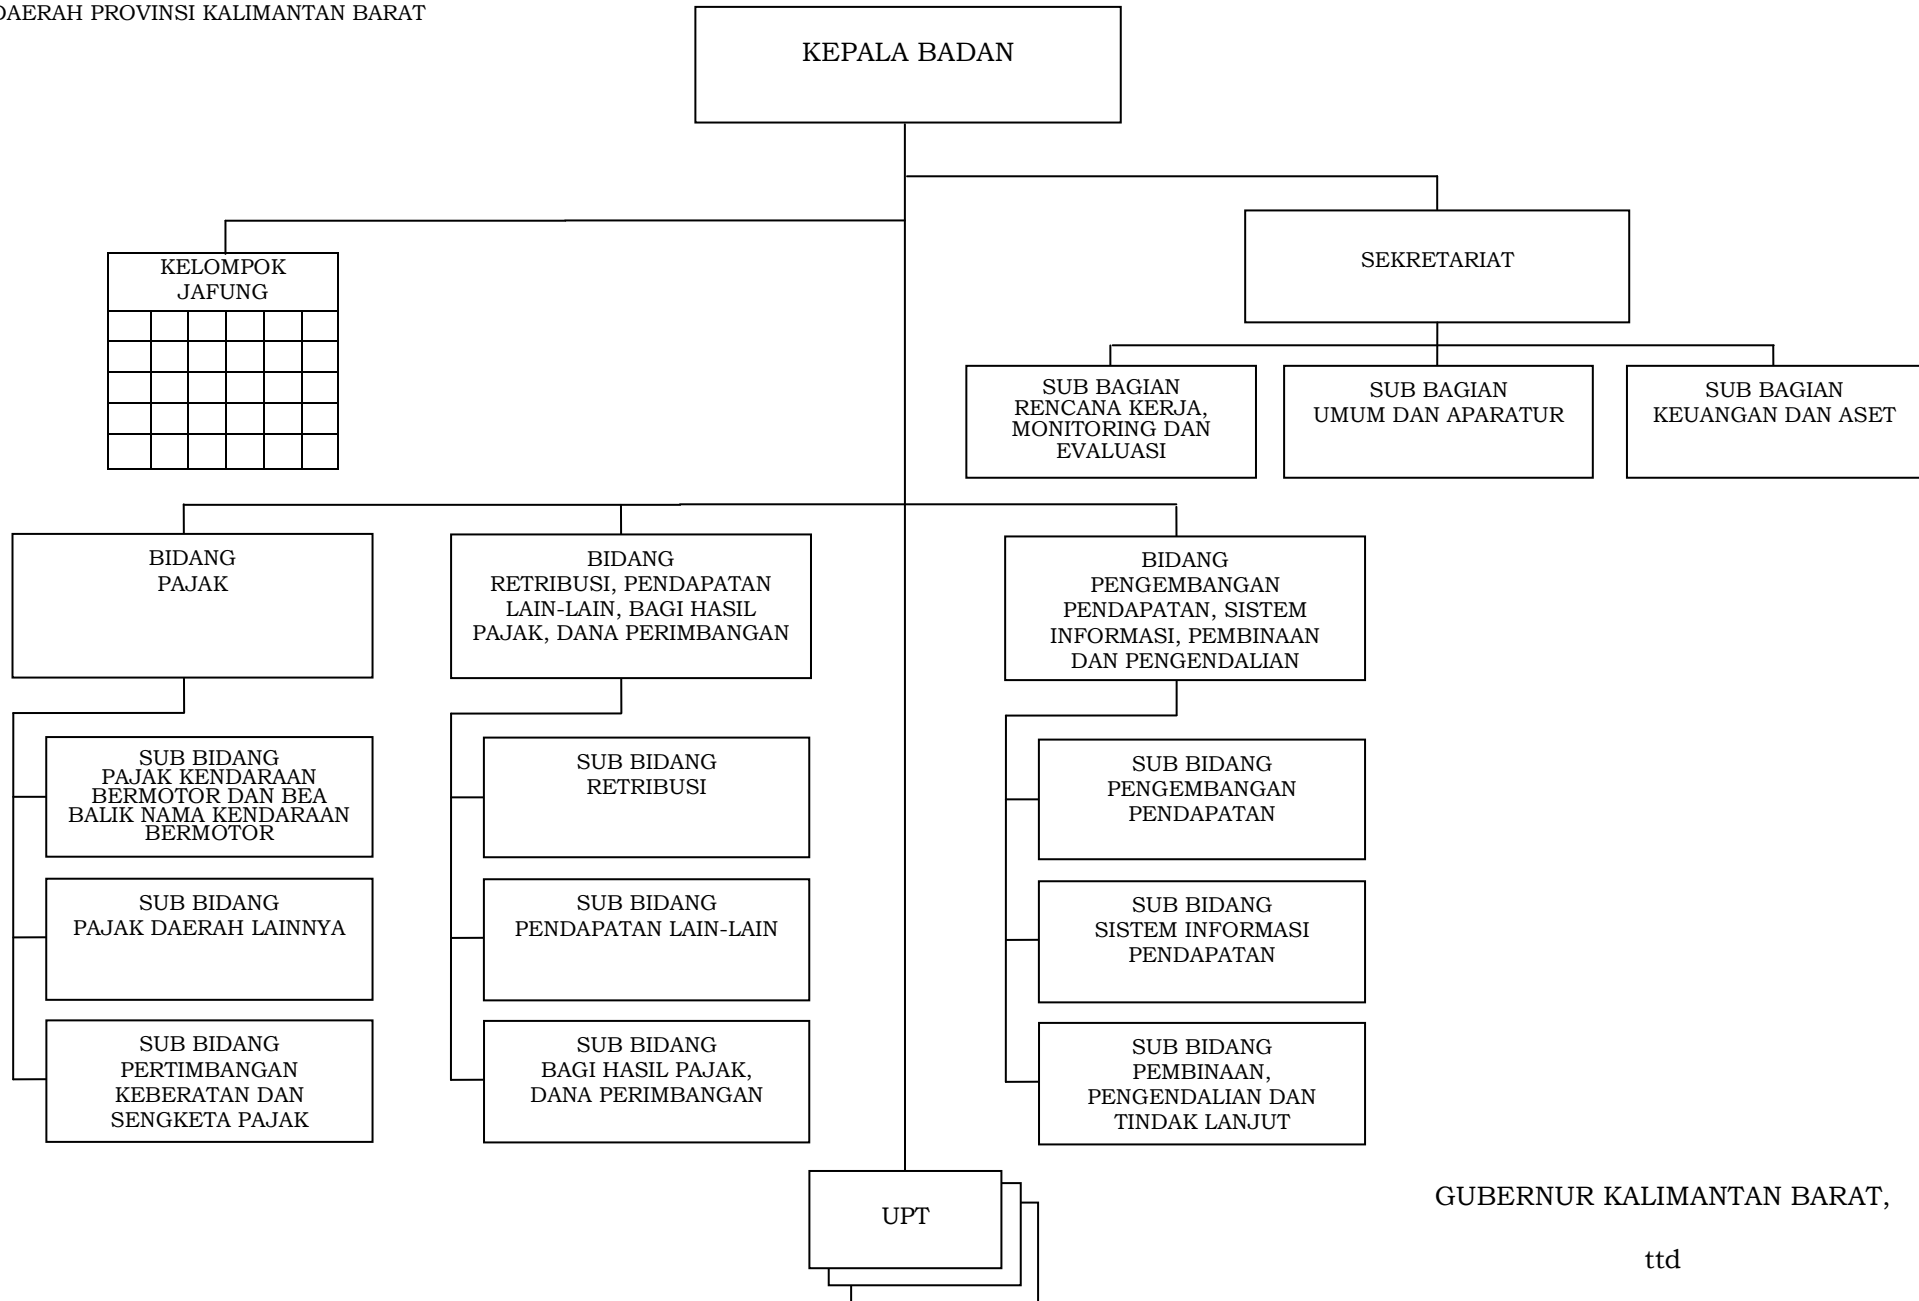 DAERAH PROVINSI KALIMANTAN BARAT
KEPALA BADAN
KELOMPOK
JAFUNG
SEKRETARIAT
SUB BAGIAN
RENCANA KERJA,
MONITORING DAN
EVALUASI
SUB BAGIAN
UMUM DAN APARATUR
SUB BAGIAN
KEUANGAN DAN ASET
BIDANG
PAJAK
BIDANG
RETRIBUSI, PENDAPATAN
LAIN-LAIN, BAGI HASIL
PAJAK, DANA PERIMBANGAN
BIDANG
PENGEMBANGAN
PENDAPATAN, SISTEM
INFORMASI, PEMBINAAN
DAN PENGENDALIAN
SUB BIDANG
PAJAK KENDARAAN
BERMOTOR DAN BEA
BALIK NAMA KENDARAAN
BERMOTOR
SUB BIDANG
RETRIBUSI
SUB BIDANG
PENGEMBANGAN
PENDAPATAN
SUB BIDANG
PAJAK DAERAH LAINNYA
SUB BIDANG
PENDAPATAN LAIN-LAIN
SUB BIDANG
SISTEM INFORMASI
PENDAPATAN
SUB BIDANG
PERTIMBANGAN
KEBERATAN DAN
SENGKETA PAJAK
SUB BIDANG
BAGI HASIL PAJAK,
DANA PERIMBANGAN
SUB BIDANG
PEMBINAAN,
PENGENDALIAN DAN
TINDAK LANJUT
UPT
GUBERNUR KALIMANTAN BARAT,
ttd